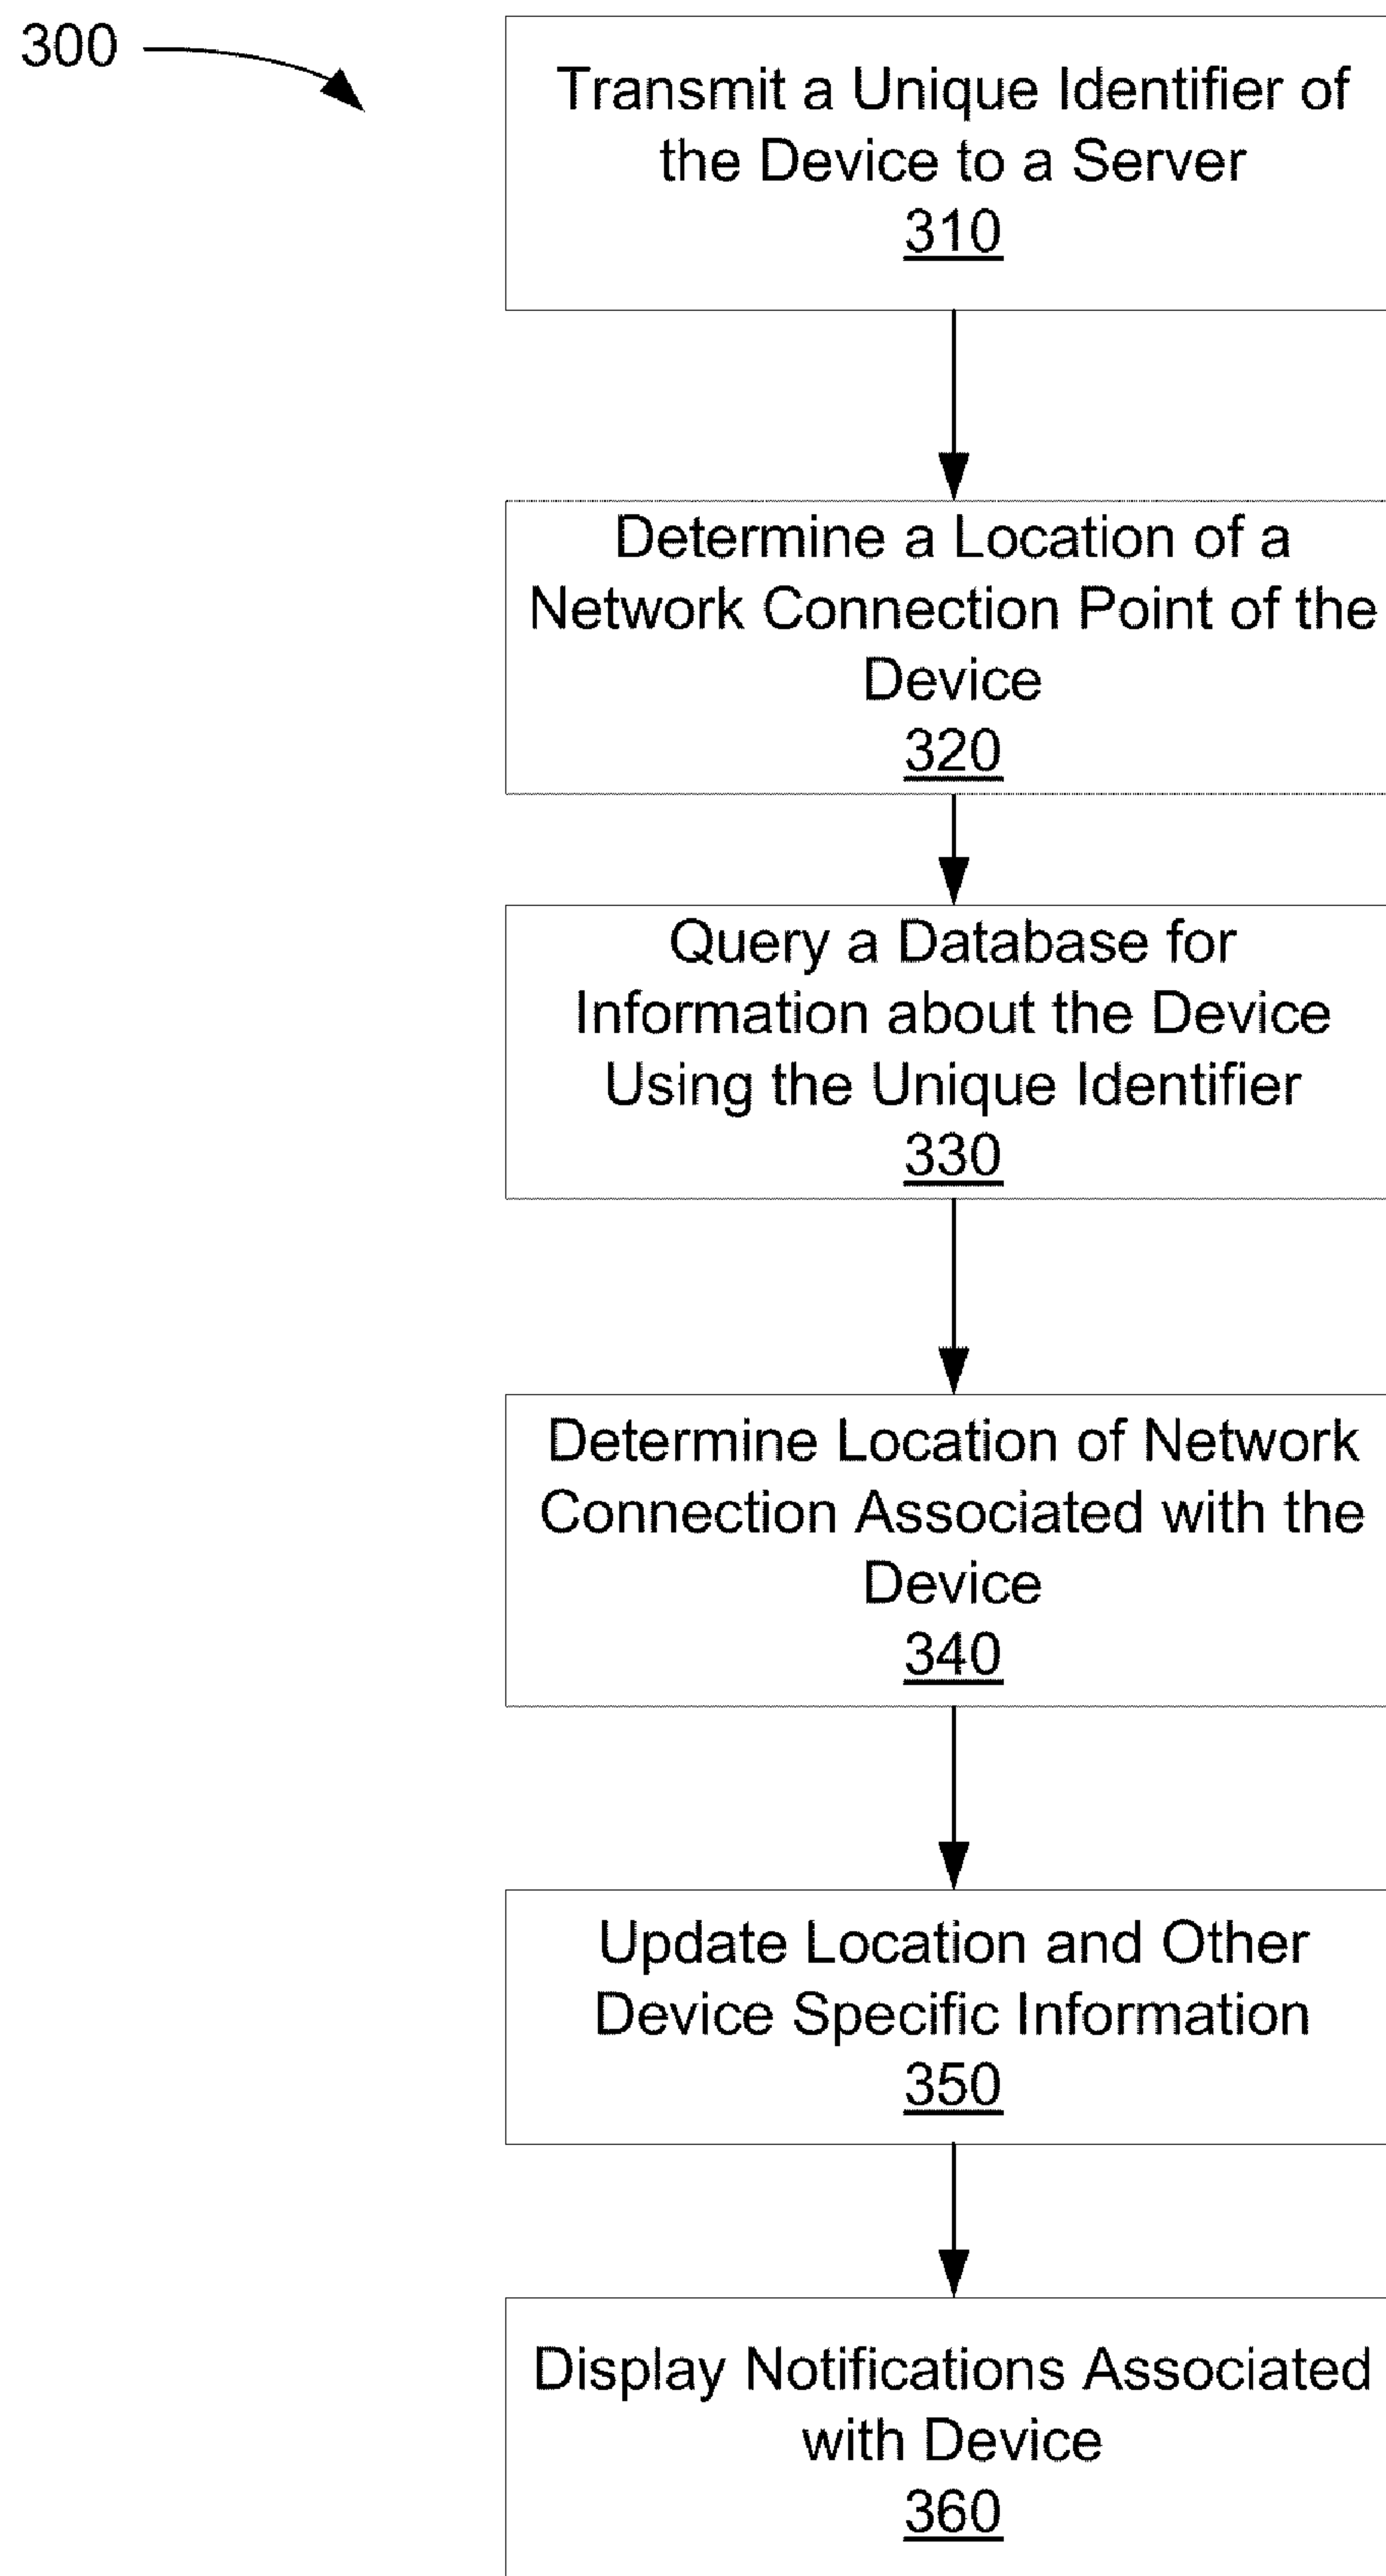 300
Transmit a Unique Identifier of
the Device to a Server
310
Determine a Location of a
Network Connection Point of the
Device
320
Query a Database for
Information about the Device
Using the Unique Identifier
330
Determine Location of Network
Connection Associated with the
Device
340
Update Location and Other
Device Specific Information
350
Display Notifications Associated
with Device
360